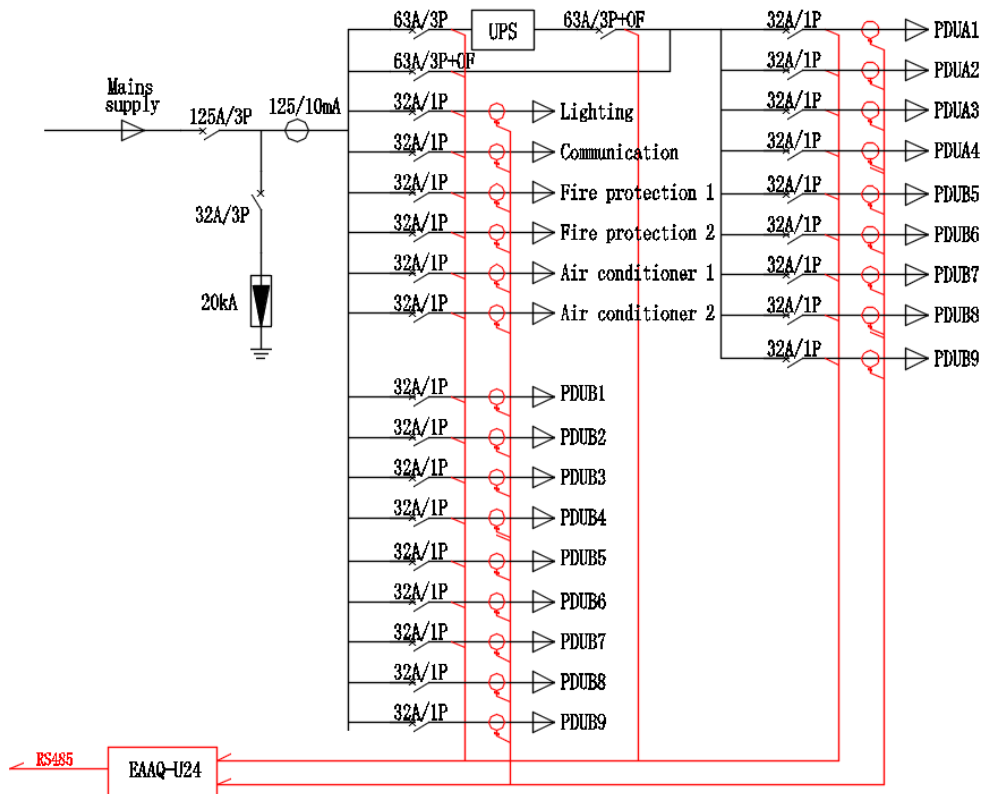 63A/3P
UPS
63A/3P+OF
32A/1P
PDUA1
63A/3P+OF
32A/1P
PDUA2
Mains
supply
125A/3P
125/10mA
32A/1P
Lighting
32A/1P
PDUA3
32A/1P
Communication
32A/1P
PDUA4
32A/3P
32A/1P
Fire protection 1
32A/1P
PDUB5
32A/1P
Fire protection 2
32A/1P
PDUB6
32A/1P
Air conditioner 1
32A/1P
PDUB7
20kA
32A/1P
Air conditioner 2
32A/1P
PDUB8
32A/1P
PDUB9
32A/1P
PDUB1
32A/1P
PDUB2
32A/1P
PDUB3
32A/1P
PDUB4
32A/1P
PDUB5
32A/1P
PDUB6
32A/1P
PDUB7
32A/1P
PDUB8
32A/1P
PDUB9
RS485
EAAQ-U24